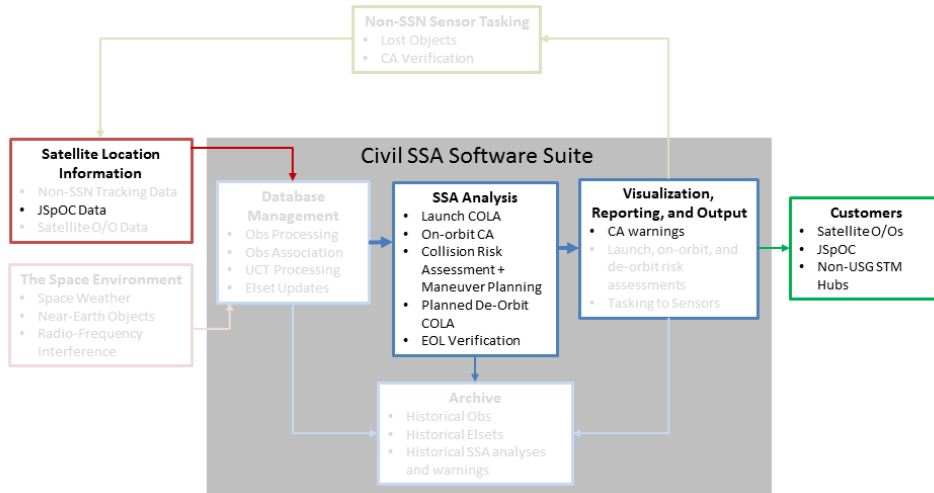 Non-SSN Sensor Tasking
• Lost Objects
• CA Verification
Satellite Location
Information
• Non-SSN Tracking Data
• JSpOC Data
• Satellite O/O Data
The Space Environment
• Space Weather
• Near-Earth Objects
• Radio-Frequency
Interference
Civil SSA Software Suite
Database
Management
• Obs Processing
• Obs Association
• UCT Processing
• Elset Updates
SSA Analysis
• Launch COLA
• On-orbit CA
• Collision Risk
Assessment +
Maneuver Planning
• Planned De-Orbit
COLA
• EOL Verification
Visualization,
Reporting, and Output
• CA warnings
• Launch, on-orbit, and
de-orbit risk
assessments
• Tasking to Sensors
Customers
• Satellite O/Os
• JSpOC
• Non-USG STM
Hubs
Archive
• Historical Obs
• Historical Elsets
• Historical SSA analyses
and warnings